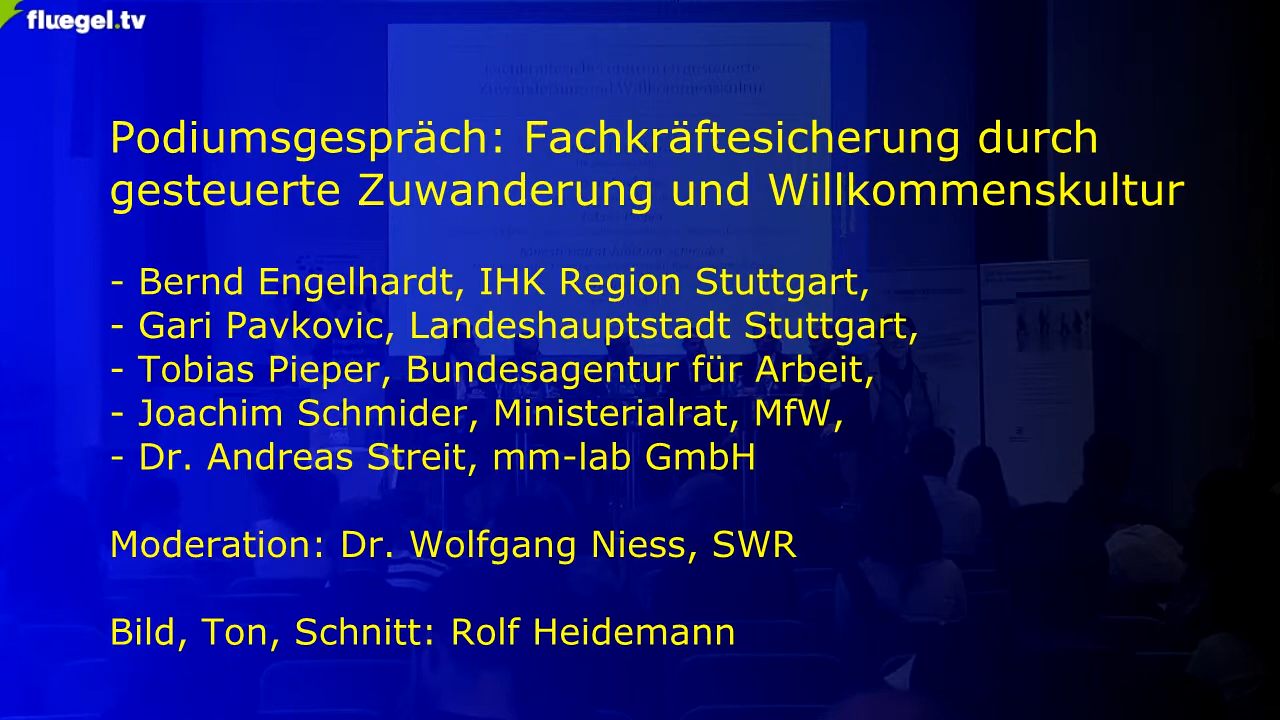 fluegel.tv
Podiumsgespräch: Fachkräftesicherung durch
gesteuerte Zuwanderung und Willkommenskultur
- Bernd Engelhardt, IHK Region Stuttgart,
- Gari Pavkovic, Landeshauptstadt Stuttgart,
- Tobias Pieper, Bundesagentur für Arbeit,
- Joachim Schmider, Ministerialrat, MfW,
- Dr. Andreas Streit, mm-lab GmbH
Moderation: Dr. Wolfgang Niess, SWR
Bild, Ton, Schnitt: Rolf Heidemann